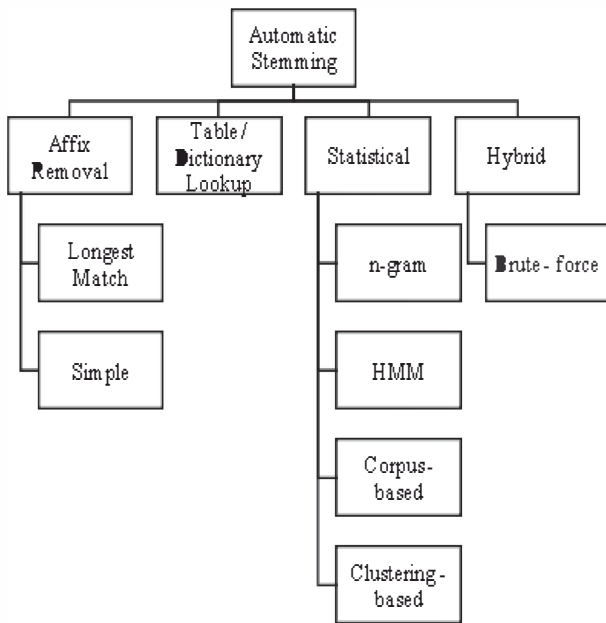 Automatic
Stemming
Affix
Removal
Table/
Dictionary
Lookup
Statistical
Hybrid
Longest
Match
n-gram
Brute- force
Simple
HMM
Corpus-
based
Clustering-
based